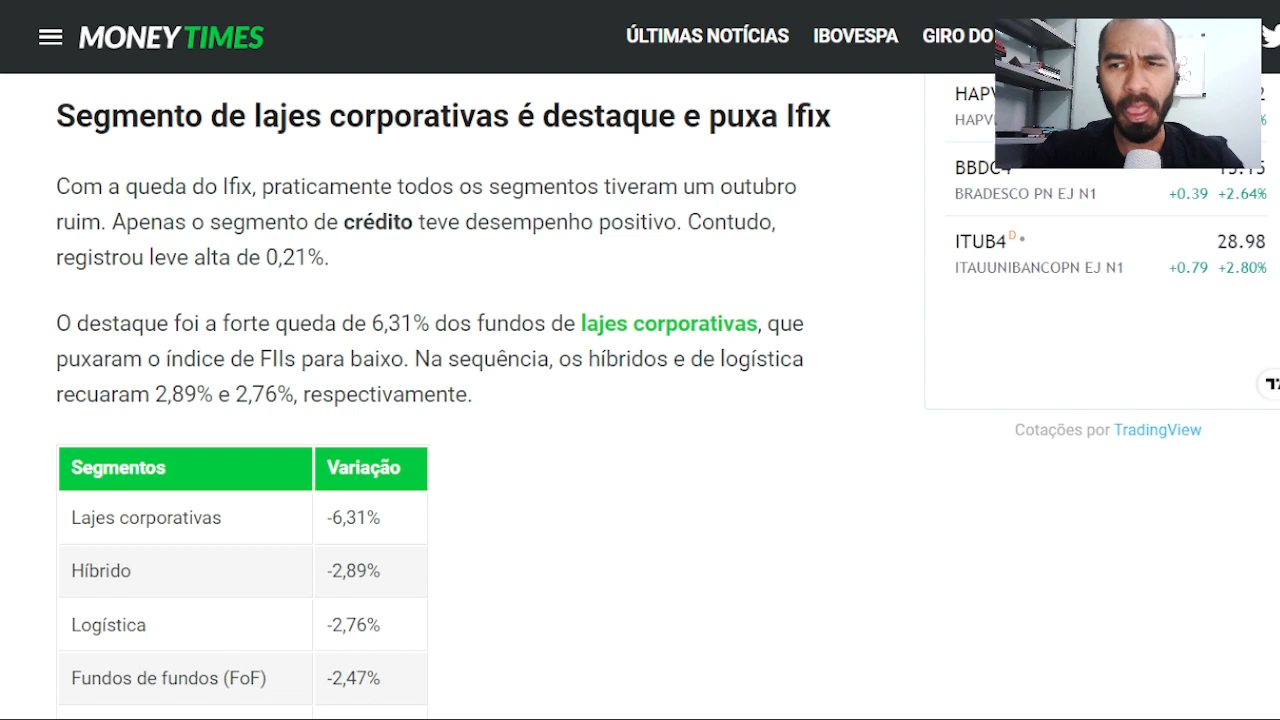 MONEY TIMES
ÚLTIMAS NOTÍCIAS IBOVESPA GIRO DO
Segmento de lajes corporativas é destaque e puxa Ifix
Com a queda do Ifix, praticamente todos os segmentos tiveram um outubro
ruim. Apenas o segmento de crédito teve desempenho positivo. Contudo,
registrou leve alta de 0,21%.
O destaque foi a forte queda de 6,31% dos fundos de lajes corporativas, que
puxaram o índice de FIIs para baixo. Na sequência, os híbridos e de logística
recuaram 2,89% e 2,76%, respectivamente.
Segmentos Variação
Lajes corporativas -6,31%
Híbrido -2,89%
Logística -2,76%
Fundos de fundos (FoF) -2,47%
BBDC4
BRADESCO PN EJ N1 +0.39 +2.64%
ITUB4 D 28.98
ITAUUNIBANCOPN EJ N1 +0.79 +2.80%
Cotações por TradingView